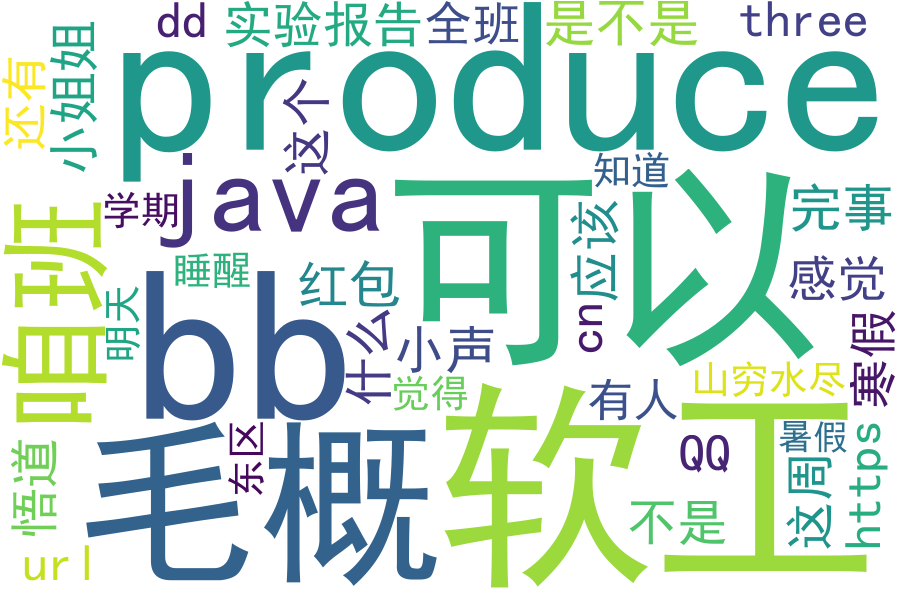 dd
实验报告
全班
是不是
three
还有
小姐姐
produce
这个
java
知道
可以
完事
学期
咱班
应该
睡醒
红包
感觉
明天
bb
cn
什么
小声
寒假
觉得
有人
山穷水尽
毛概
东区
软工
QQ
暑假
悟道
这周
https
不是
url